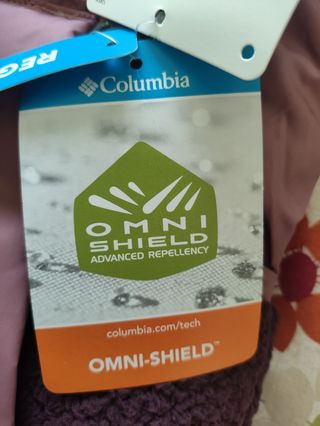 REG
Columbia
OMNI
SHIELD
ADVANCED REPELLENCY
columbia.com/tech
OMNI-SHIELD™